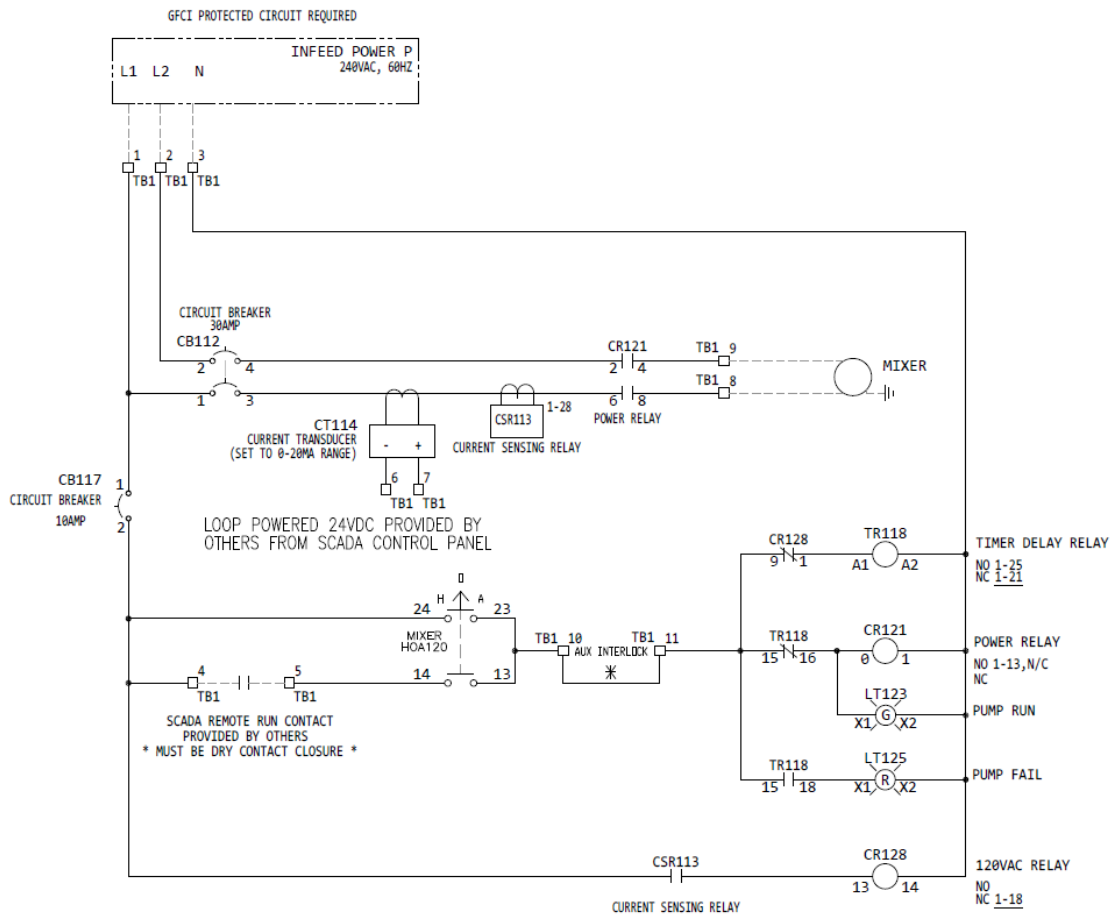 GFCI PROTECTED CIRCUIT REQUIRED
INFEED POWER P
240VAC, 60HZ
L1 L2 N
1 2 3
TB1 TB1 TB1
CIRCUIT BREAKER
30AMP
CB112
2 4
1 3
CR121
2 4
TB1 9
MIXER
TB1 8
6 8
POWER RELAY
1-28
CSR113
CURRENT SENSING RELAY
CT114
CURRENT TRANSDUCER
(SET TO 0-20MA RANGE)
- +
6 7
TB1 TB1
CB117
CIRCUIT BREAKER
10AMP
1
2
LOOP POWERED 24VDC PROVIDED BY
OTHERS FROM SCADA CONTROL PANEL
CR128
9 1
TR118
A1 A2
TIMER DELAY RELAY
NO 1-25
NC 1-21
O
H A
24 23
MIXER
HOA120
14 13
TB1 10 TB1 11
AUX INTERLOCK
*
TR118
15 16
CR121
0 1
POWER RELAY
NO 1-13,N/C
NC
4 5
TB1 TB1
SCADA REMOTE RUN CONTACT
PROVIDED BY OTHERS
* MUST BE DRY CONTACT CLOSURE *
LT123
X1 G X2
PUMP RUN
TR118
15 18
LT125
X1 R X2
PUMP FAIL
CSR113
CURRENT SENSING RELAY
CR128
13 14
120VAC RELAY
NO
NC 1-18